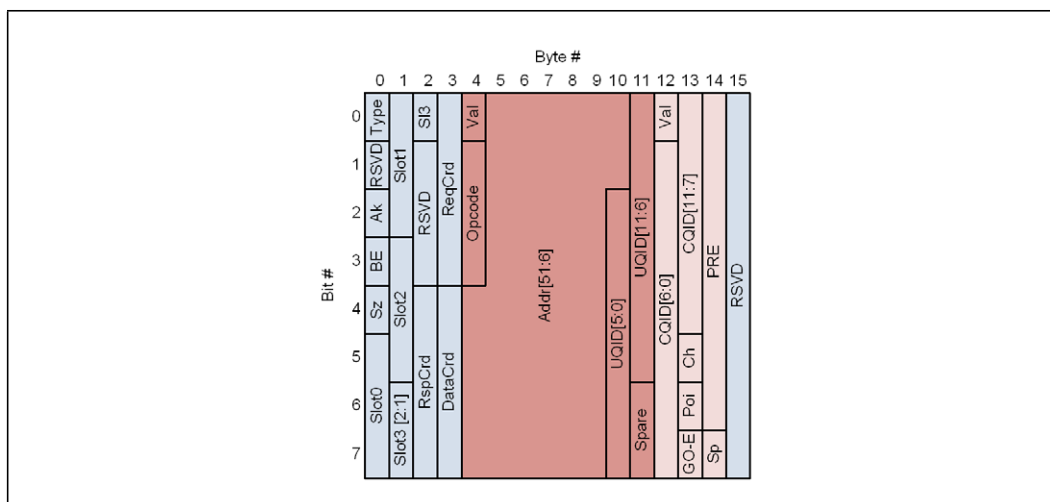 Byte #
0 1 2 3 4 5 6 7 8 9 10 11 12 13 14 15
Bit #
0
1
2
3
4
5
6
7
Type
RSVD
Ak
BE
Sz
Slot0
Slot1
Slot2
Slot3 [2:1]
Sl3
RSVD
RspCrd
ReqCrd
DataCrd
Val
Opcode
Addr[51:6]
UQID[5:0]
UQID[11:6]
Spare
Val
CQID[6:0]
CQID[11:7]
Ch
Poi
GO-E
PRE
Sp
RSVD